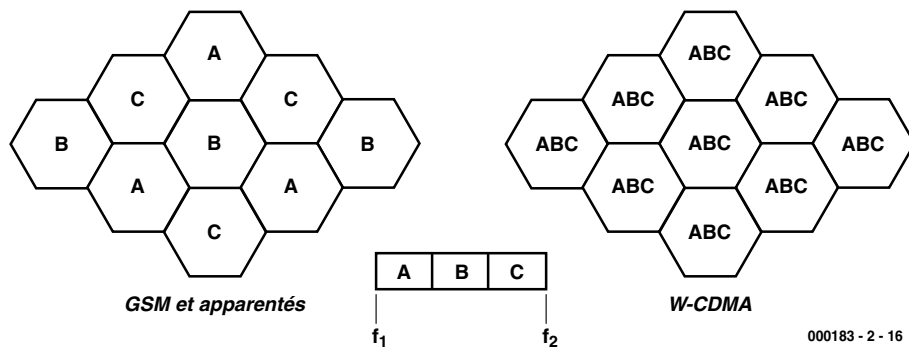 A
ABC
C
C
ABC
ABC
B
B
B
ABC
ABC
ABC
A
A
ABC
ABC
C
ABC
A B C
GSM et apparentés
W-CDMA
f1
f2
000183 - 2 - 16